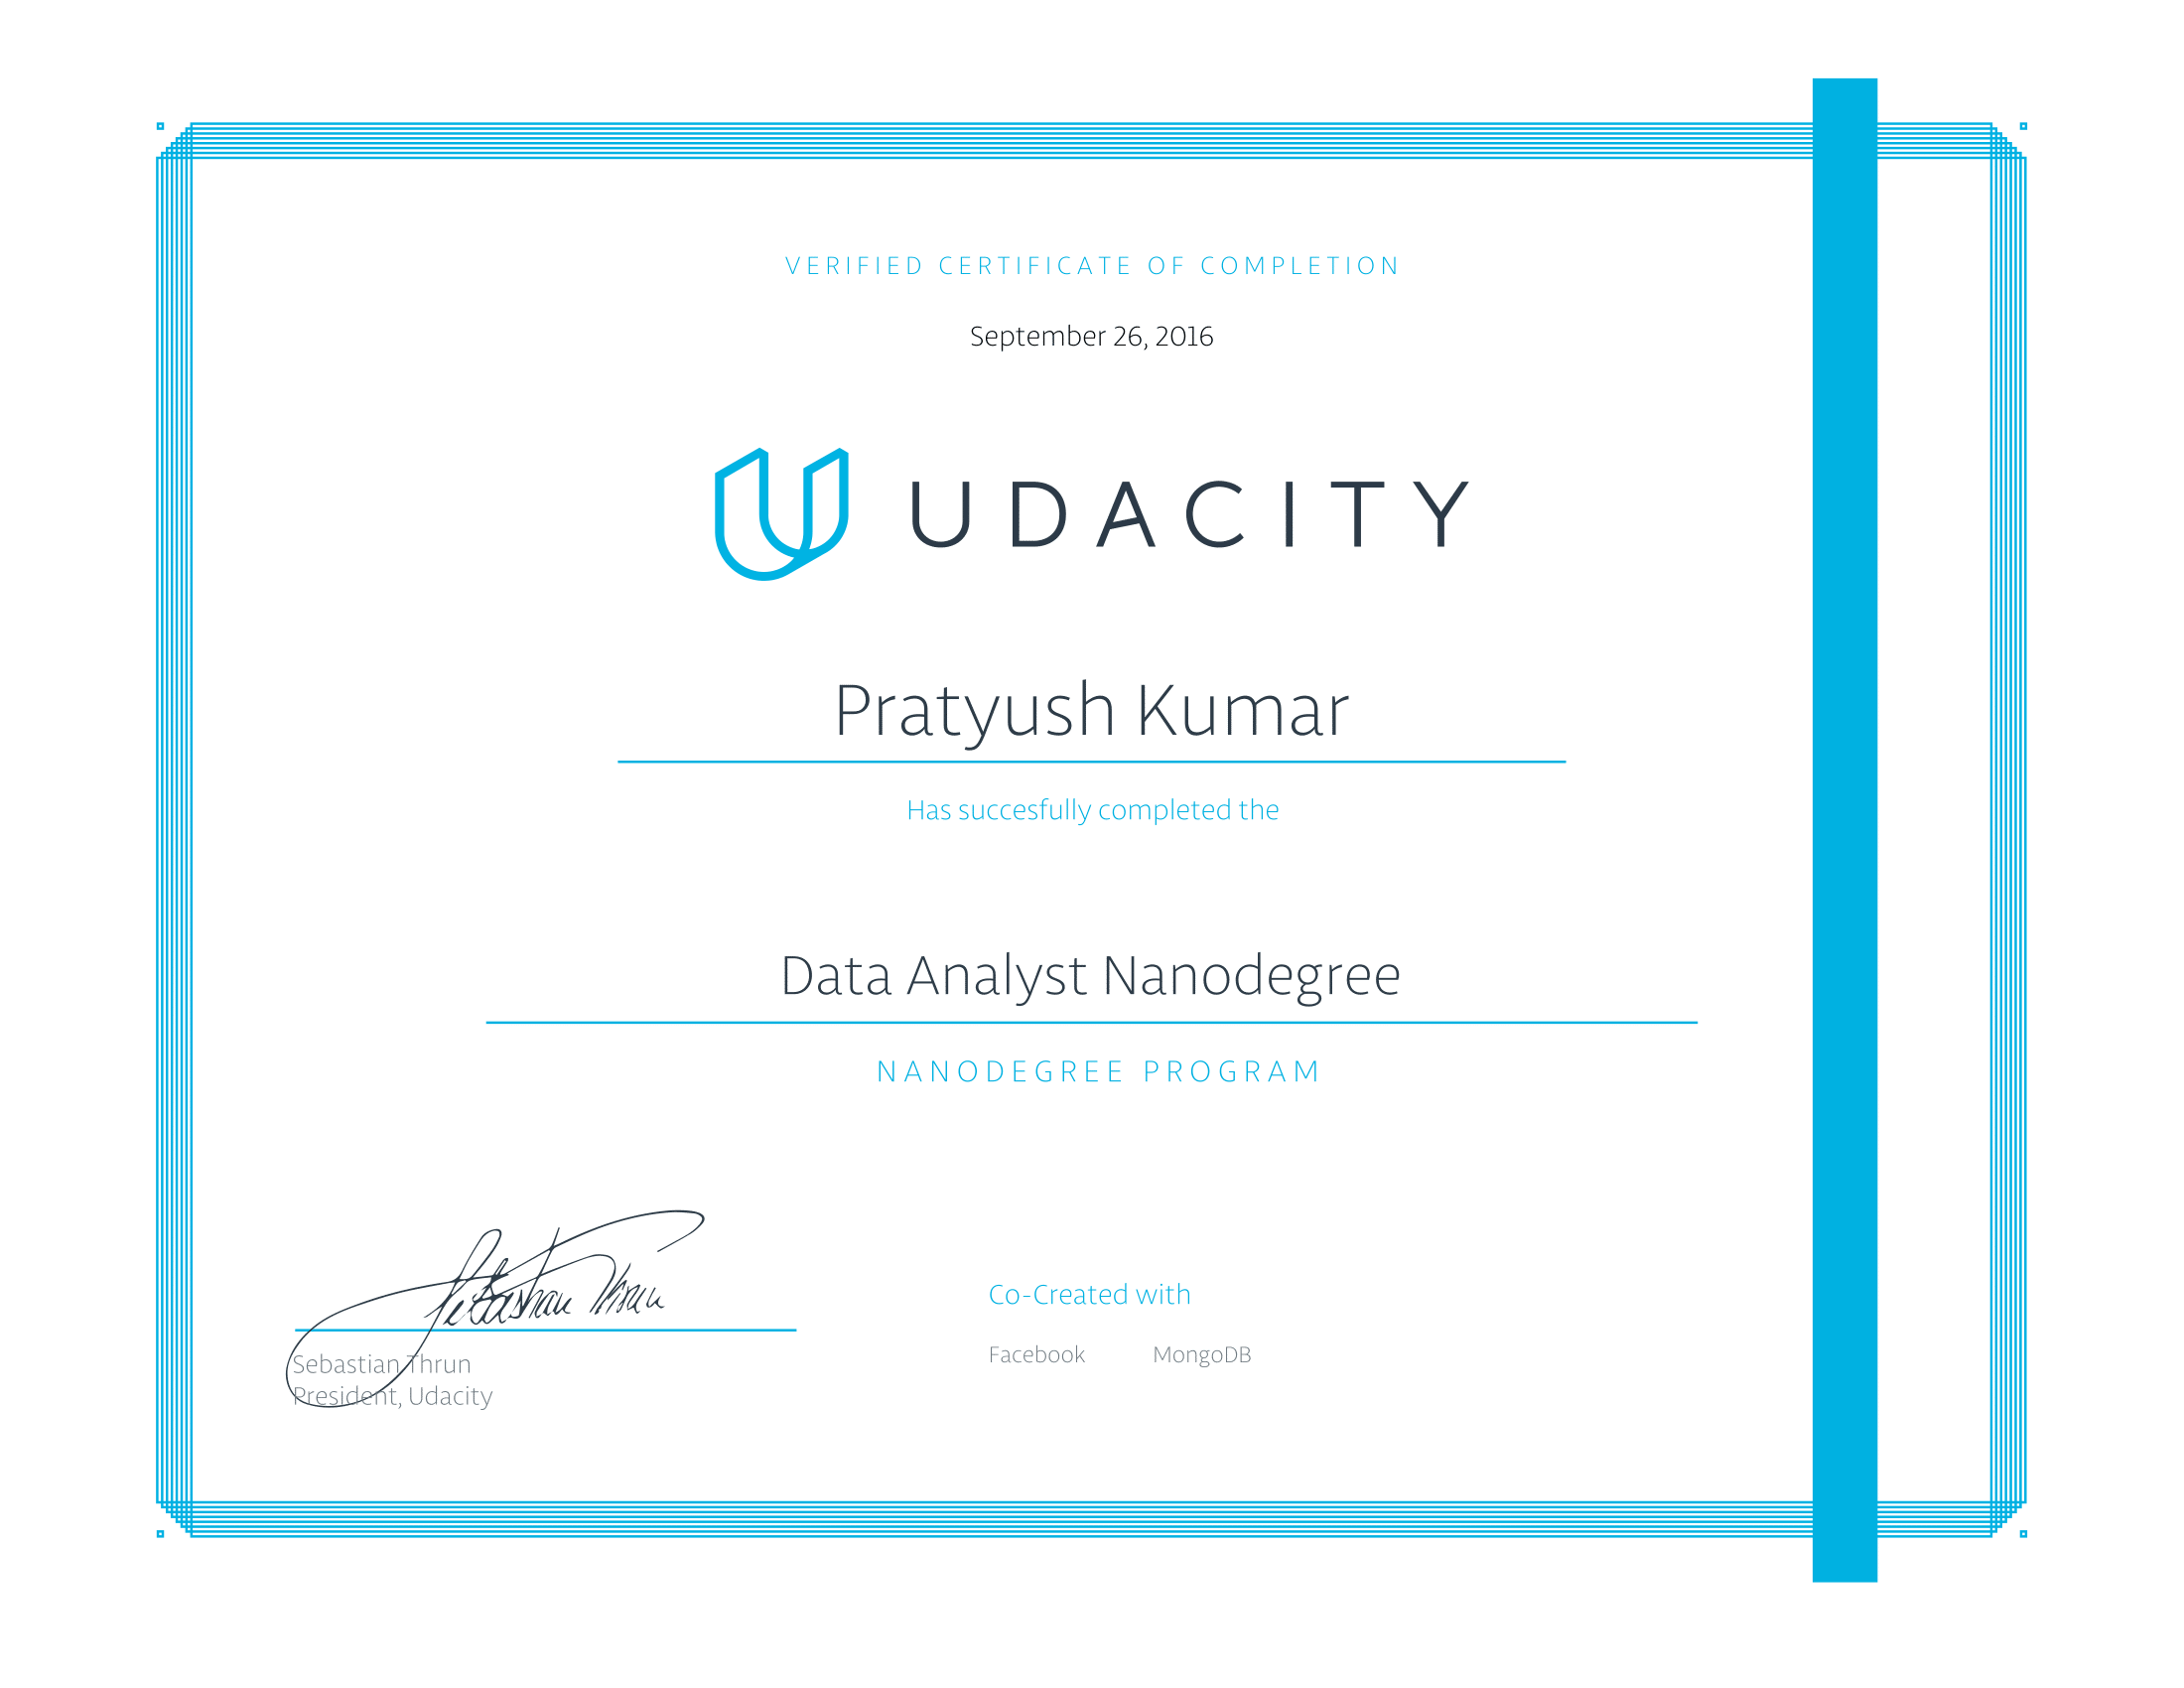 VERIFIED CERTIFICATE OF COMPLETION
September 26, 2016
UDACITY
Pratyush Kumar
Has succesfully completed the
Data Analyst Nanodegree
NANODEGREE PROGRAM
Sebastian Thrun
Sebastian Thrun
President, Udacity
Co-Created with
Facebook MongoDB